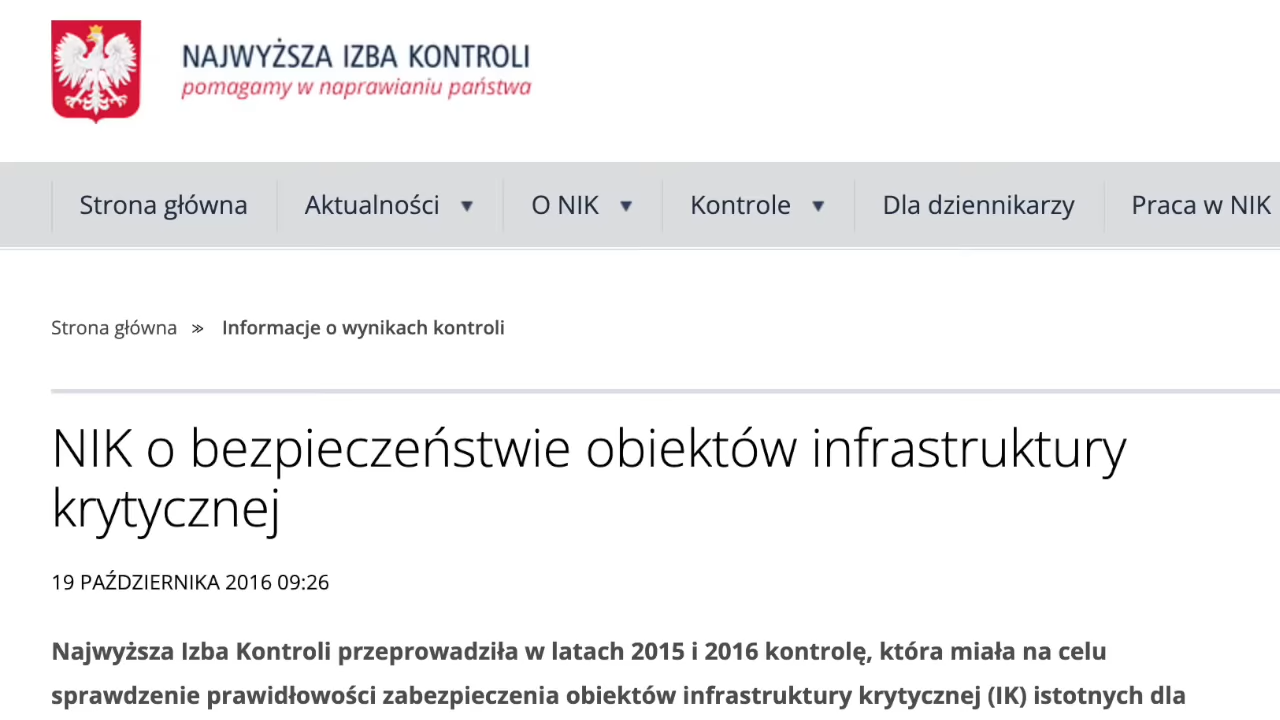 NAJWYŻSZA IZBA KONTROLI
pomagamy w naprawianiu państwa
Strona główna Aktualności ▼ O NIK ▼ Kontrole ▼ Dla dziennikarzy Praca w NIK
Strona główna » Informacje o wynikach kontroli
NIK o bezpieczeństwie obiektów infrastruktury
krytycznej
19 PAŹDZIERNIKA 2016 09:26
Najwyższa Izba Kontroli przeprowadziła w latach 2015 i 2016 kontrolę, która miała na celu
sprawdzenie prawidłowości zabezpieczenia obiektów infrastruktury krytycznej (IK) istotnych dla